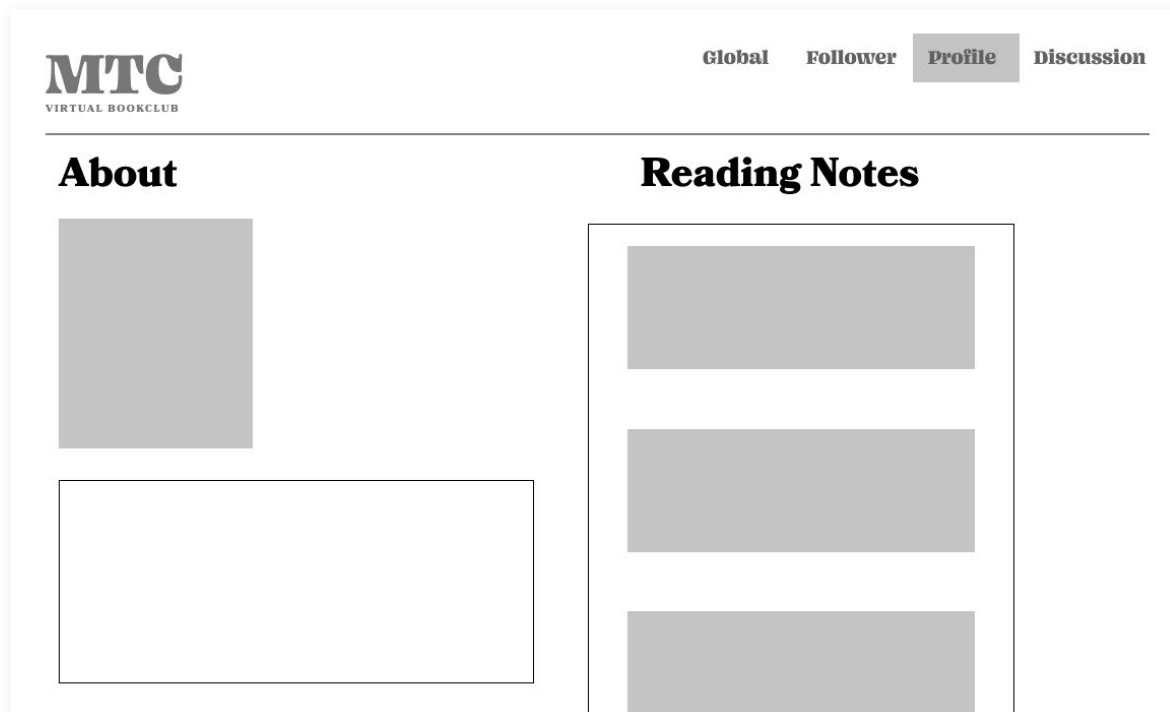 MTC
VIRTUAL BOOKCLUB
Global Follower Profile Discussion
About
Reading Notes